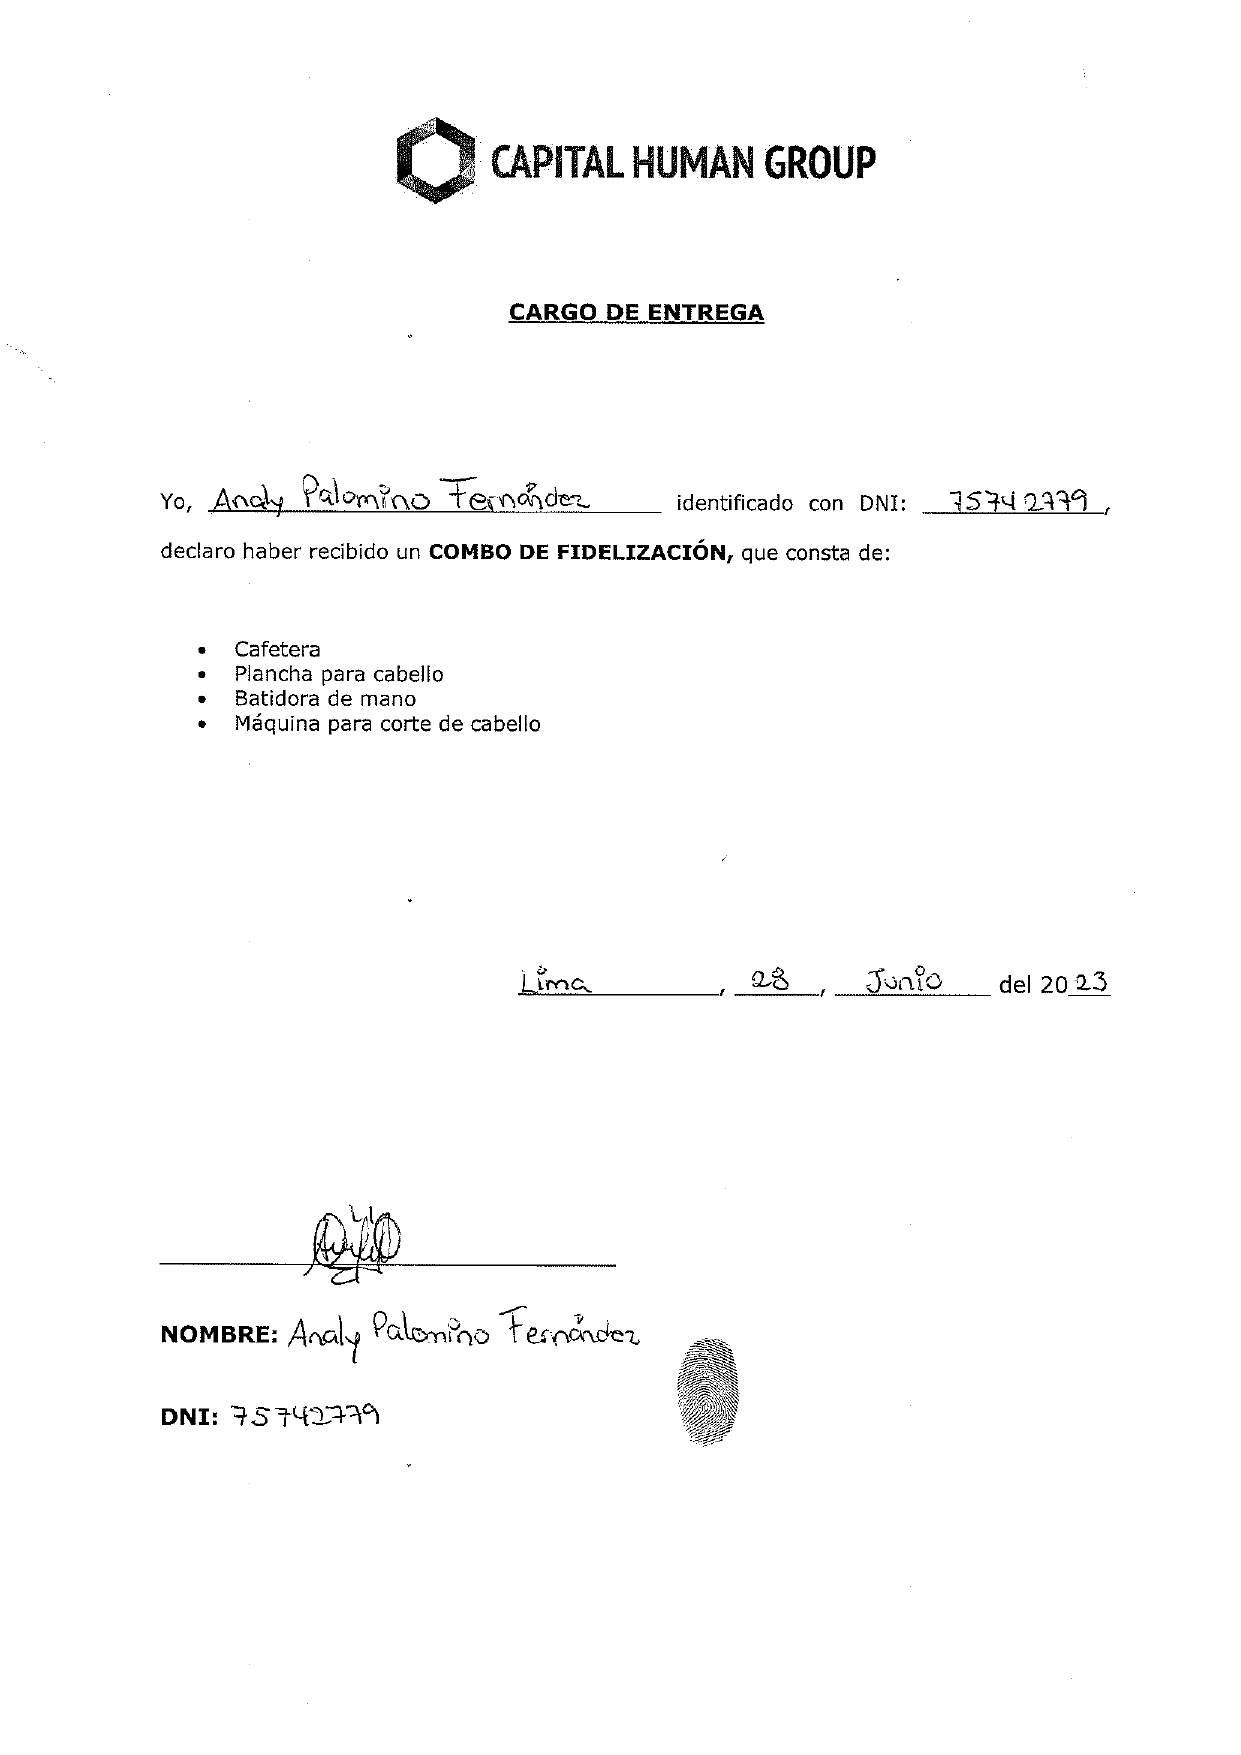 CAPITAL HUMAN GROUP
CARGO DE ENTREGA
Yo, Analy Palomino Fernández identificado con DNI: 75742779,
declaro haber recibido un COMBO DE FIDELIZACIÓN, que consta de:
• Cafetera
• Plancha para cabello
• Batidora de mano
• Máquina para corte de cabello
Lima, 28, Junio del 2023
NOMBRE: Analy Palomino Fernández
DNI: 75742779